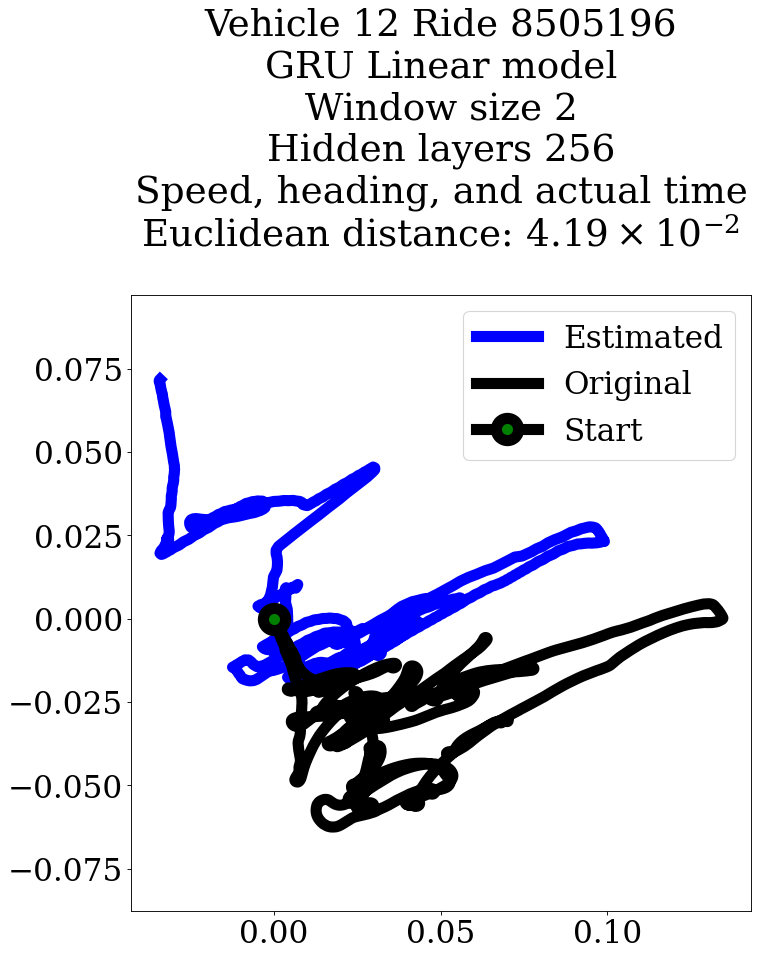 Vehicle 12 Ride 8505196
GRU Linear model
Window size 2
Hidden layers 256
Speed, heading, and actual time
Euclidean distance: 4.19 × 10⁻²
Estimated
Original
Start
0.075
0.050
0.025
0.000
−0.025
−0.050
−0.075
0.00 0.05 0.10